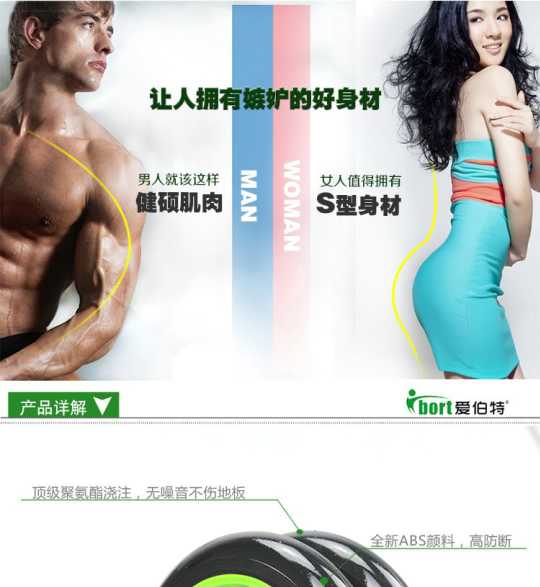 让人拥有嫉妒的好身材
男人就该这样
健硕肌肉
MAN
WOMAN
女人值得拥有
S型身材
产品详解
bort爱伯特®
顶级聚氨酯浇注，无噪音不伤地板
全新ABS颜料，高防断